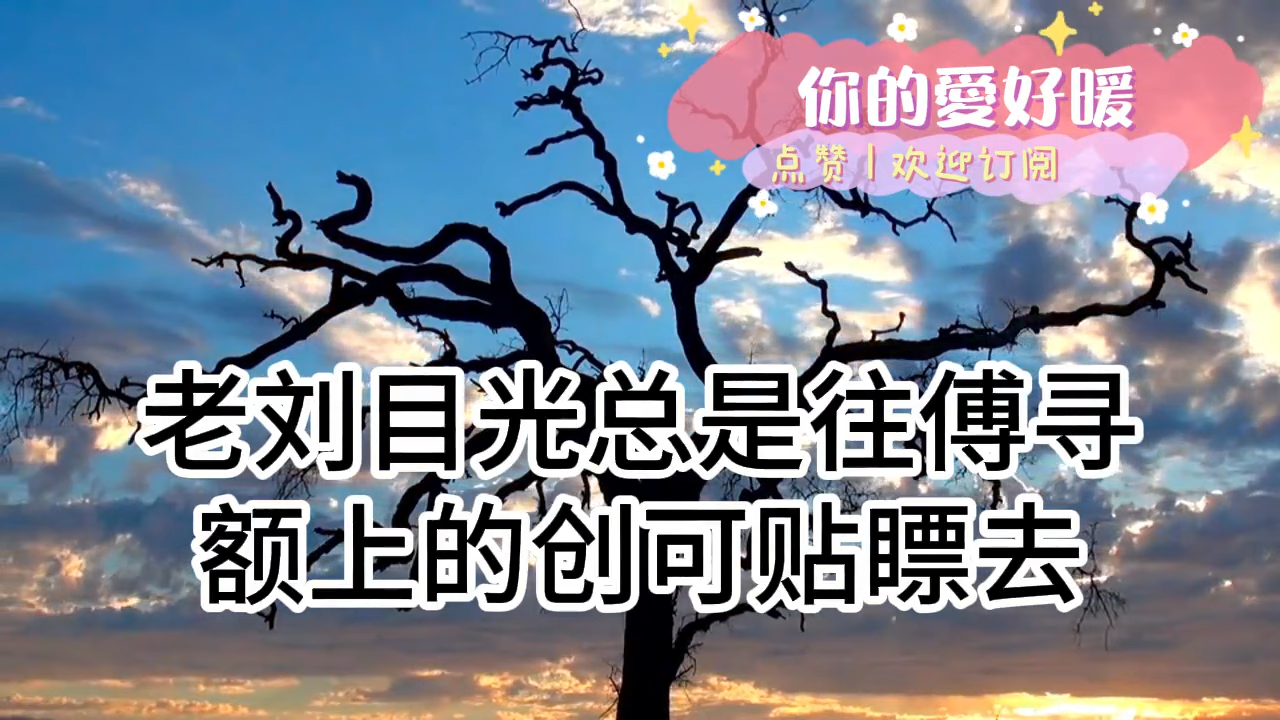 你的愛好暖
点赞 | 欢迎订阅
老刘目光总是往傅寻
额上的创可贴瞟去